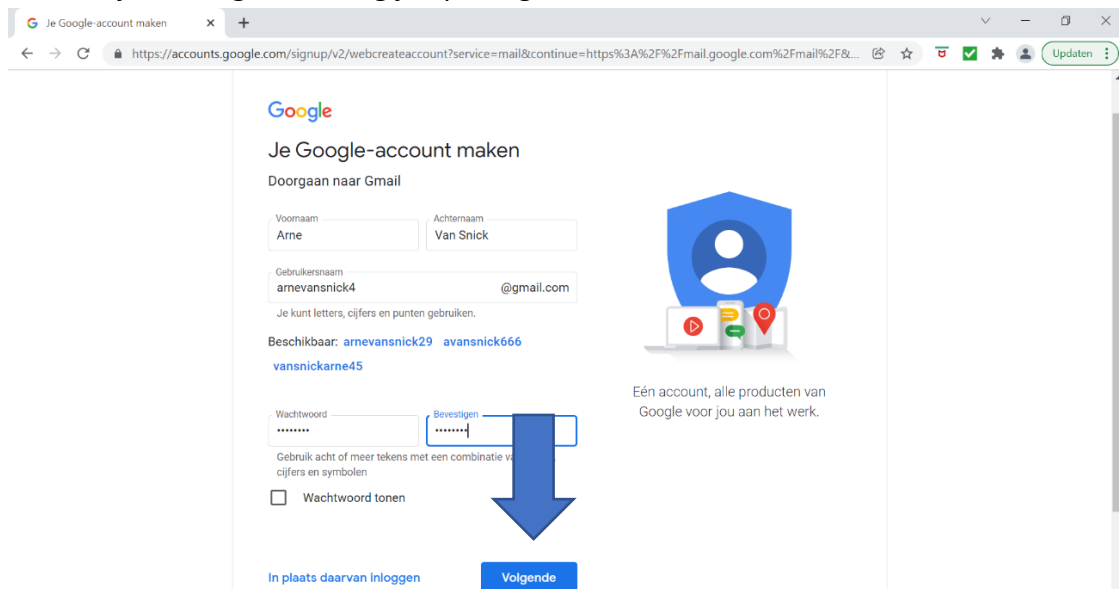 Je Google-account maken
https://accounts.google.com/signup/v2/webcreateaccount?service=mail&continue=https%3A%2F%2Fmail.google.com%2Fmail%2F&...
Updaten
Google
Je Google-account maken
Doorgaan naar Gmail
Voornaam Achternaam
Arne Van Snick
Gebruikersnaam
arnevansnick4 @gmail.com
Je kunt letters, cijfers en punten gebruiken.
Beschikbaar: arnevansnick29 avansnick666
vansnickarne45
Eén account, alle producten van
Google voor jou aan het werk.
Wachtwoord Bevestigen
•••••••• ••••••••
Gebruik acht of meer tekens met een combinatie
cijfers en symbolen
Wachtwoord tonen
In plaats daarvan inloggen Volgende